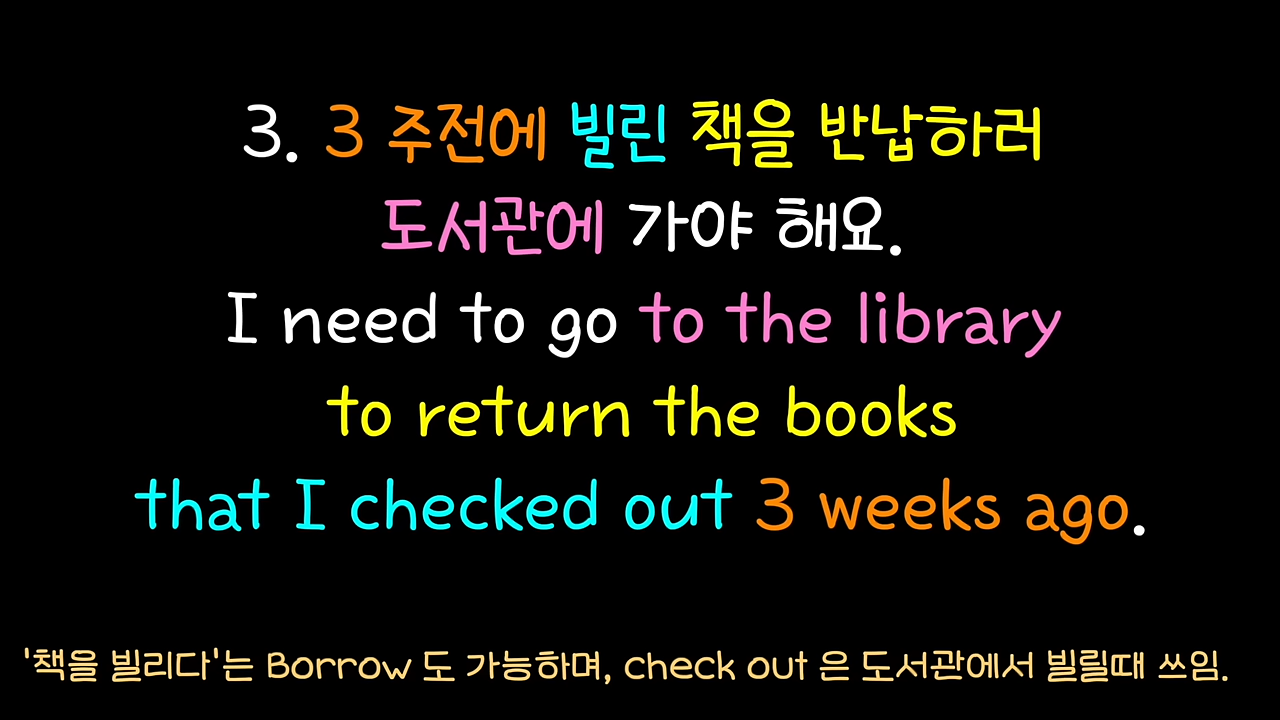 3. 3 주전에 빌린 책을 반납하러
도서관에 가야 해요.
I need to go to the library
to return the books
that I checked out 3 weeks ago.
'책을 빌리다'는 Borrow 도 가능하며, check out 은 도서관에서 빌릴때 쓰임.